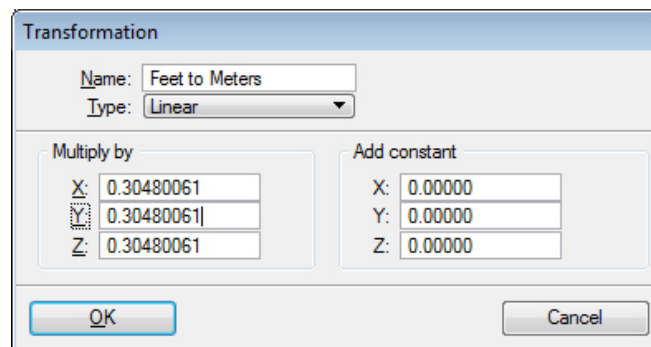 Transformation
Name: Feet to Meters
Type: Linear
Multiply by
X: 0.30480061
Y: 0.30480061
Z: 0.30480061
Add constant
X: 0.00000
Y: 0.00000
Z: 0.00000
OK
Cancel